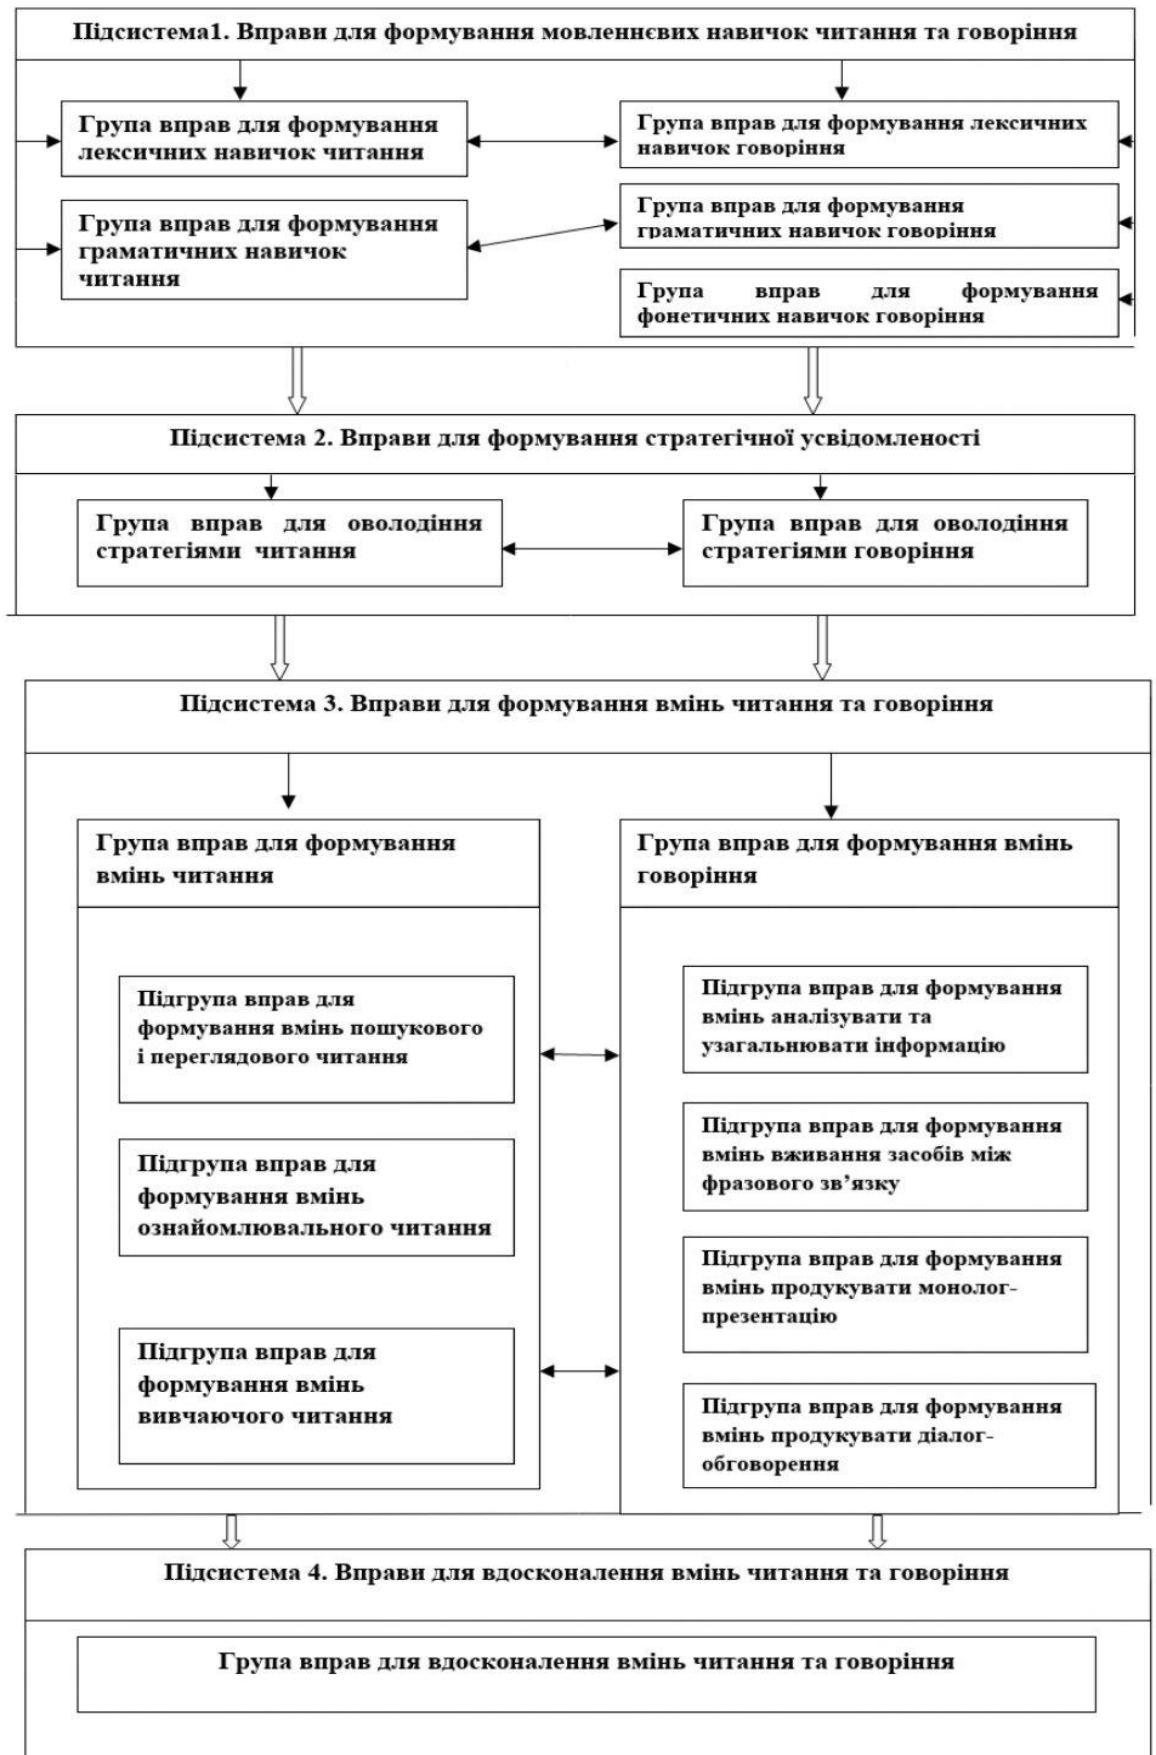 Підсистема1. Вправи для формування мовленнєвих навичок читання та говоріння
Група вправ для формування
лексичних навичок читання
Група вправ для формування лексичних
навичок говоріння
Група вправ для формування
граматичних навичок
читання
Група вправ для формування
граматичних навичок говоріння
Група вправ для формування
фонетичних навичок говоріння
Підсистема 2. Вправи для формування стратегічної усвідомленості
Група вправ для оволодіння
стратегіями читання
Група вправ для оволодіння
стратегіями говоріння
Підсистема 3. Вправи для формування вмінь читання та говоріння
Група вправ для формування
вмінь читання
Підгрупа вправ для
формування вмінь пошукового
і переглядового читання
Підгрупа вправ для
формування вмінь
ознайомлювального читання
Підгрупа вправ для
формування вмінь
вивчаючого читання
Група вправ для формування вмінь
говоріння
Підгрупа вправ для формування
вмінь аналізувати та
узагальнювати інформацію
Підгрупа вправ для формування
вмінь вживання засобів між
фразового зв’язку
Підгрупа вправ для формування
вмінь продукувати монолог-
презентацію
Підгрупа вправ для формування
вмінь продукувати діалог-
обговорення
Підсистема 4. Вправи для вдосконалення вмінь читання та говоріння
Група вправ для вдосконалення вмінь читання та говоріння